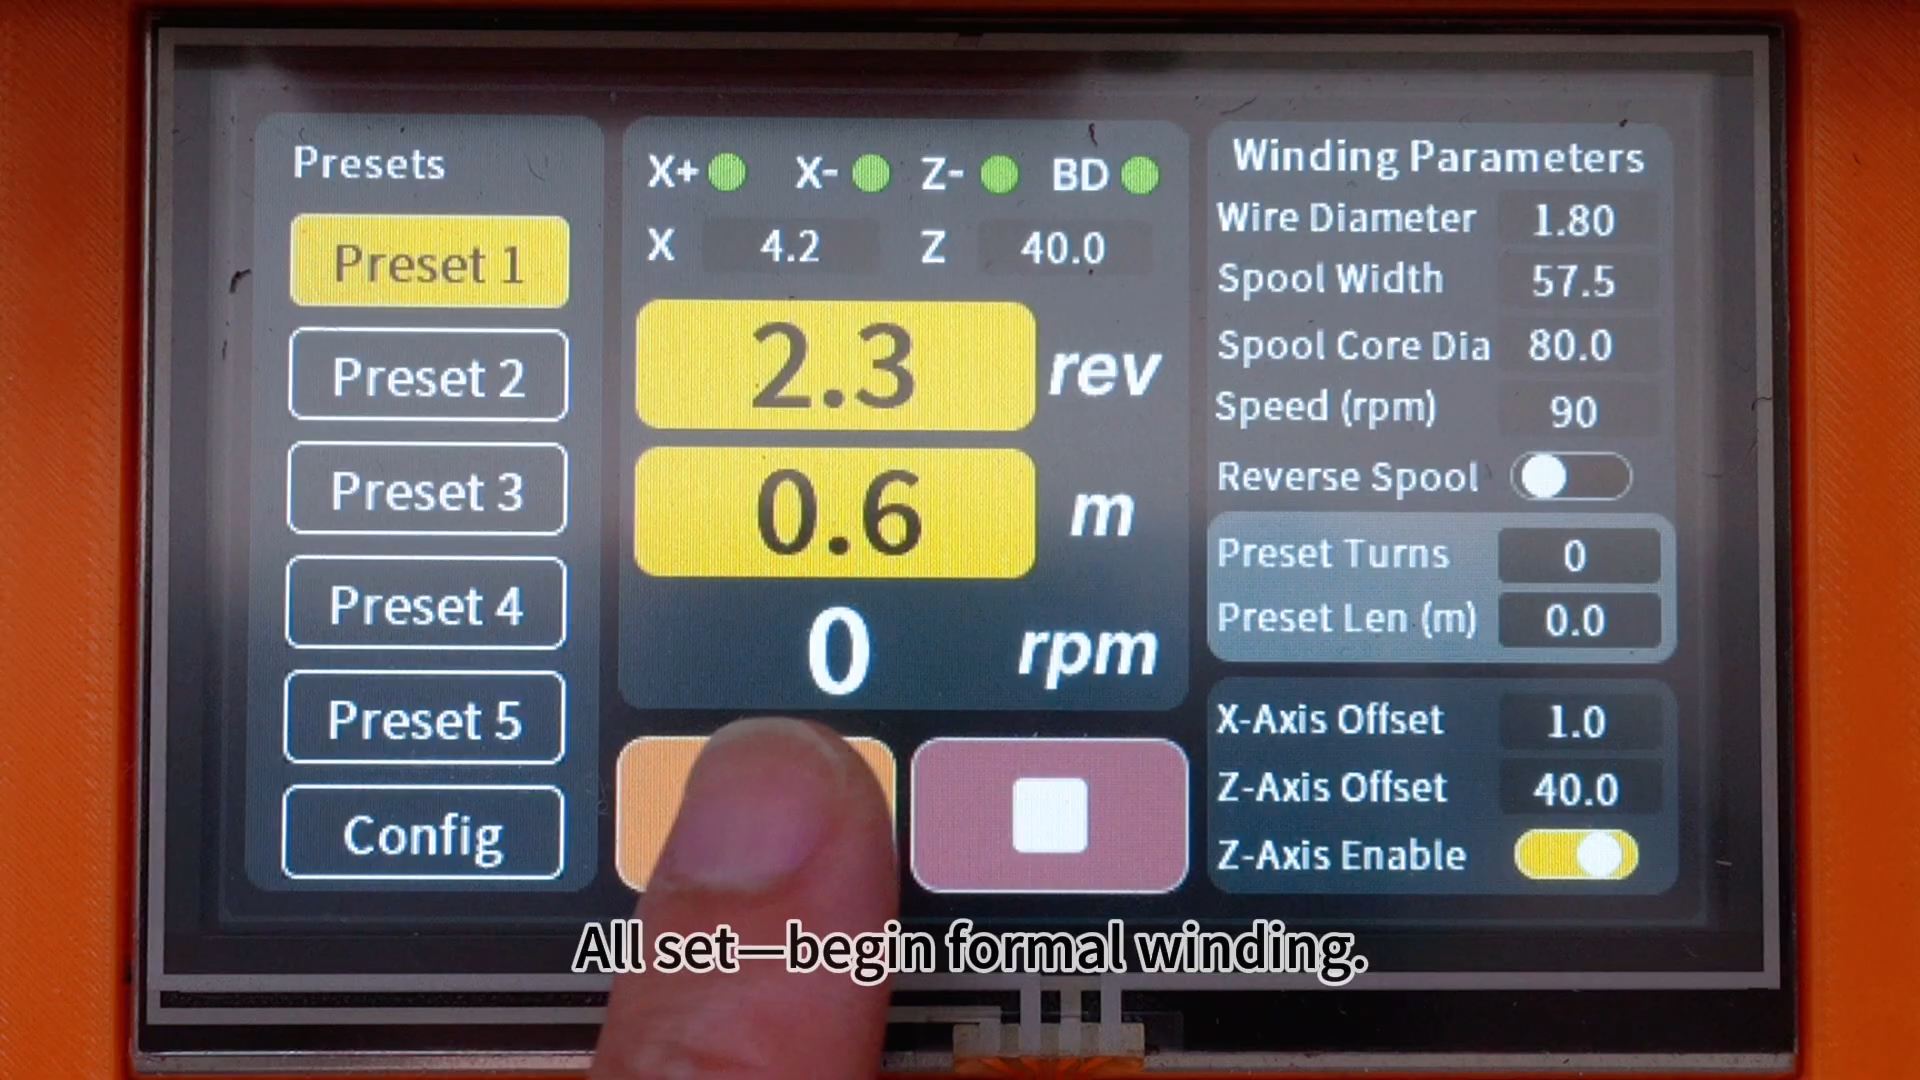 Presets
Preset 1
Preset 2
Preset 3
Preset 4
Preset 5
Config
X+ X- Z- BD
X 4.2 Z 40.0
2.3 rev
0.6 m
0 rpm
Winding Parameters
Wire Diameter 1.80
Spool Width 57.5
Spool Core Dia 80.0
Speed (rpm) 90
Reverse Spool
Preset Turns 0
Preset Len (m) 0.0
X-Axis Offset 1.0
Z-Axis Offset 40.0
Z-Axis Enable
All set—begin formal winding.